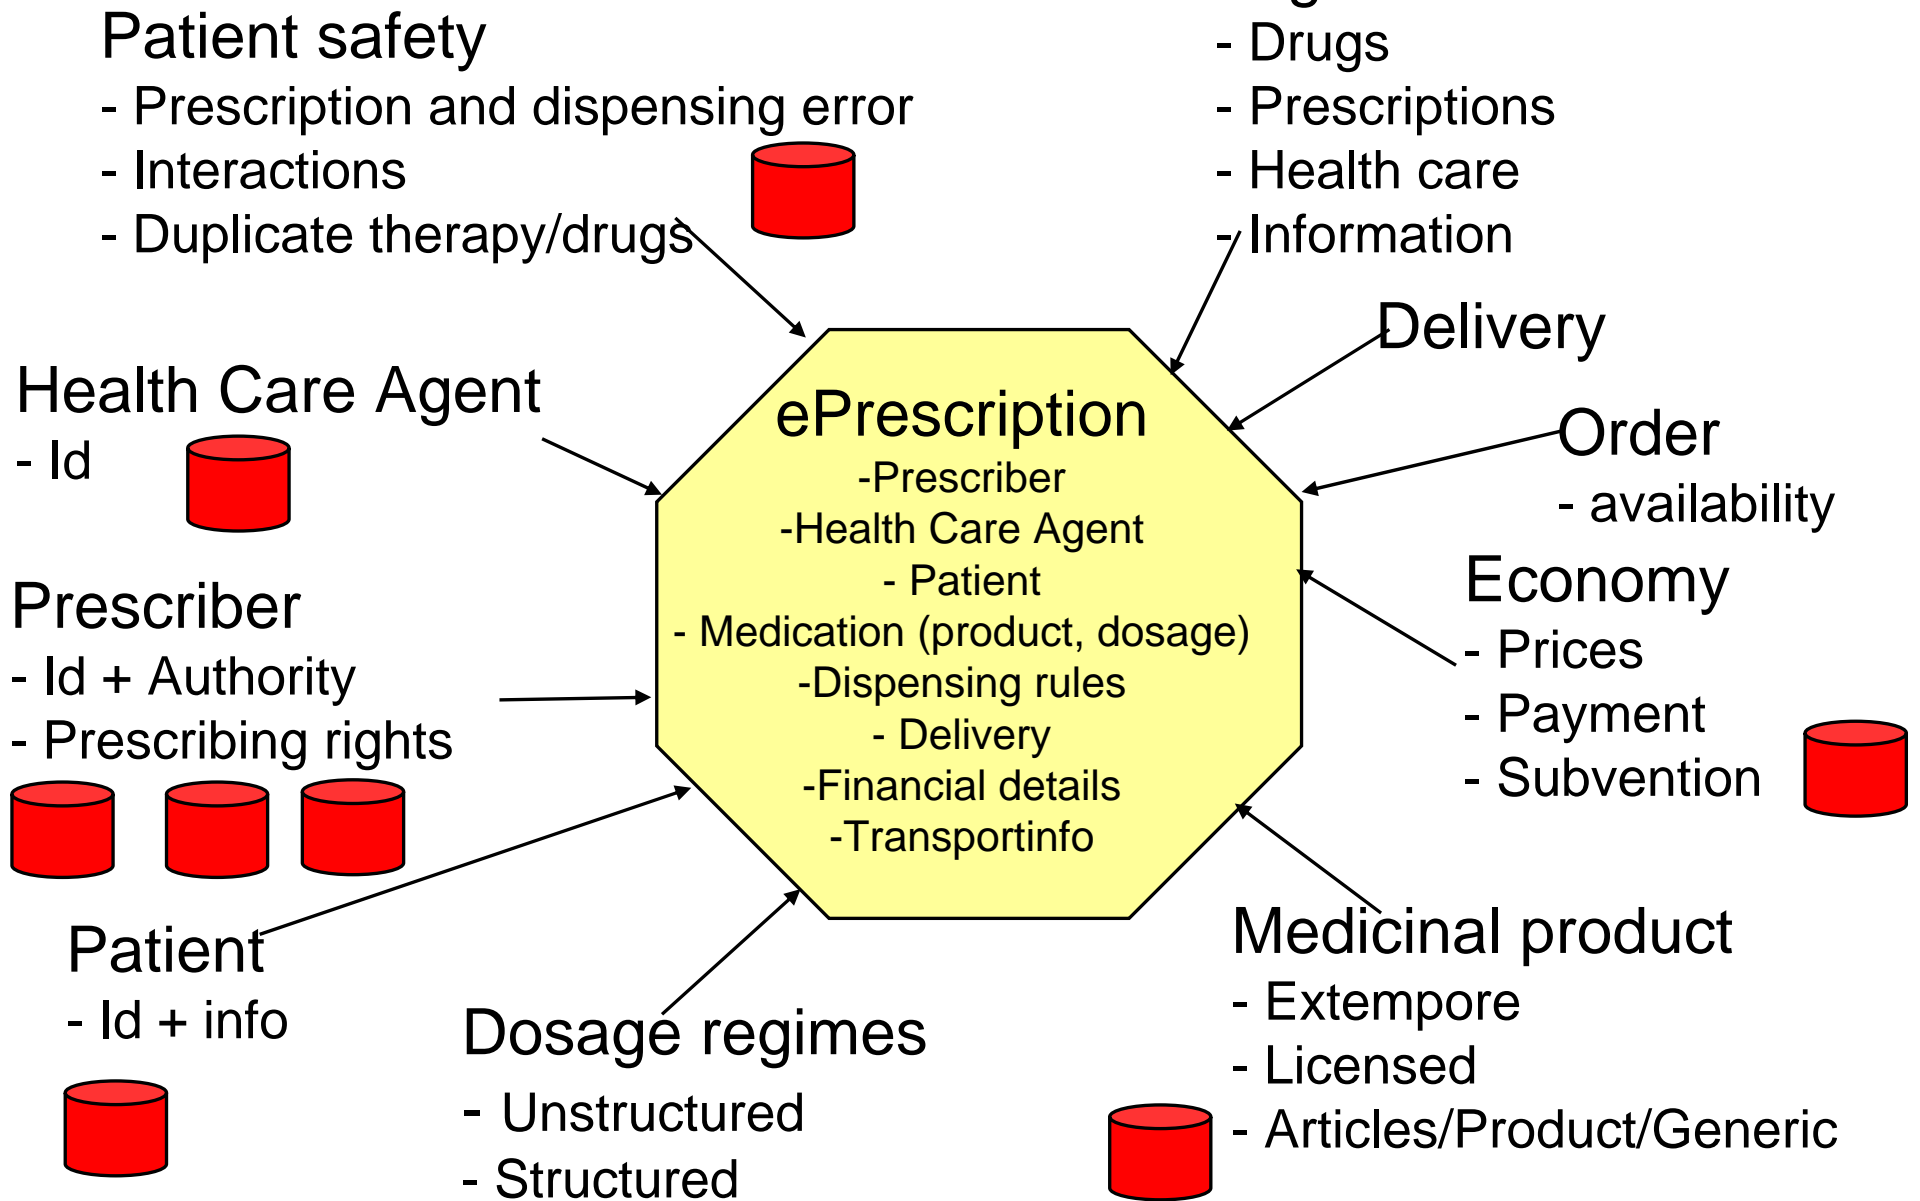 Patient safety
- Prescription and dispensing error
- Interactions
- Duplicate therapy/drugs
- Drugs
- Prescriptions
- Health care
- Information
Delivery
Health Care Agent
- Id
Order
- availability
ePrescription
-Prescriber
-Health Care Agent
- Patient
- Medication (product, dosage)
-Dispensing rules
- Delivery
-Financial details
-Transportinfo
Prescriber
- Id + Authority
- Prescribing rights
Economy
- Prices
- Payment
- Subvention
Patient
- Id + info
Dosage regimes
- Unstructured
- Structured
Medicinal product
- Extempore
- Licensed
- Articles/Product/Generic